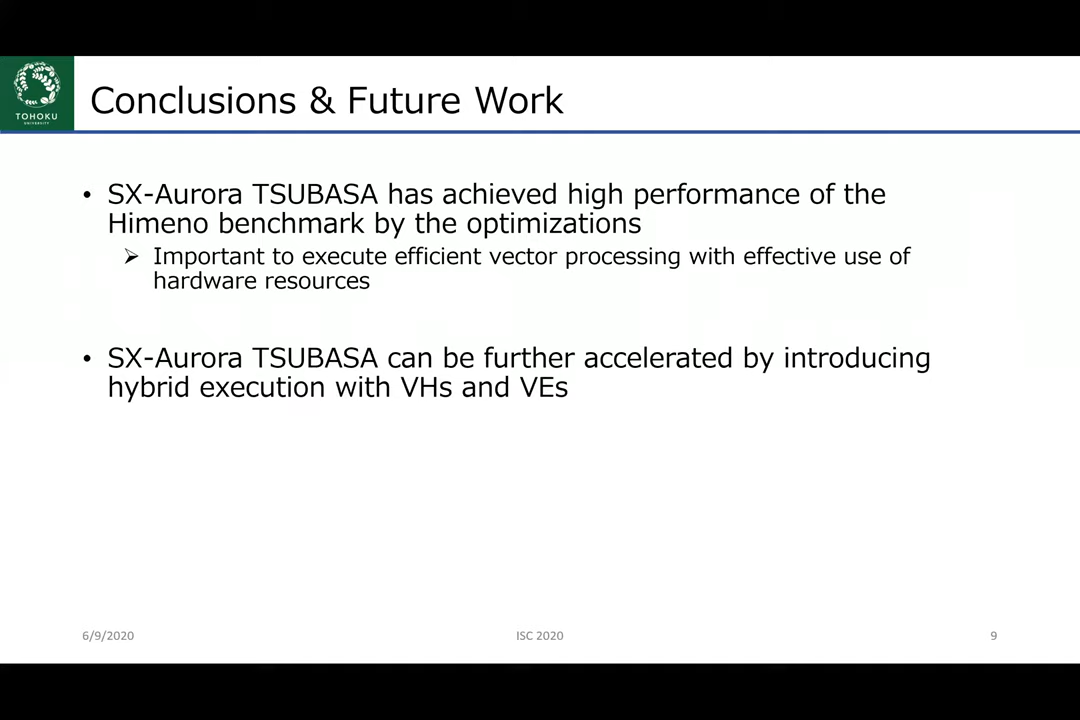 TOHOKU
UNIVERSITY
Conclusions & Future Work
• SX-Aurora TSUBASA has achieved high performance of the
Himeno benchmark by the optimizations
➢ Important to execute efficient vector processing with effective use of
hardware resources
• SX-Aurora TSUBASA can be further accelerated by introducing
hybrid execution with VHs and VEs
6/9/2020
ISC 2020
9